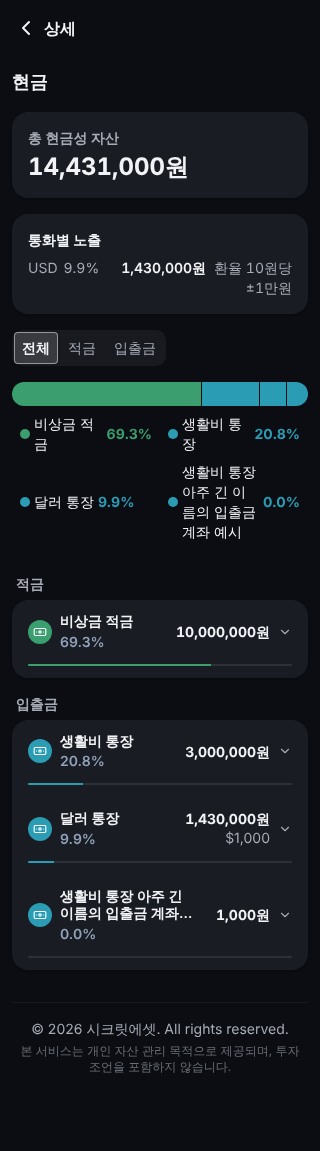 상세
현금
총 현금성 자산
14,431,000원
통화별 노출
USD 9.9% 1,430,000원 환율 10원당
±1만원
전체 적금 입출금
비상금 적
금 69.3%
생활비 통
장 20.8%
달러 통장 9.9%
생활비 통장
아주 긴 이
름의 입출금
계좌 예시 0.0%
적금
비상금 적금
69.3%
10,000,000원
입출금
생활비 통장
20.8%
3,000,000원
달러 통장
9.9%
1,430,000원
$1,000
생활비 통장 아주 긴
이름의 입출금 계좌...
0.0%
1,000원
© 2026 시크릿에셋. All rights reserved.
본 서비스는 개인 자산 관리 목적으로 제공되며, 투자
조언을 포함하지 않습니다.